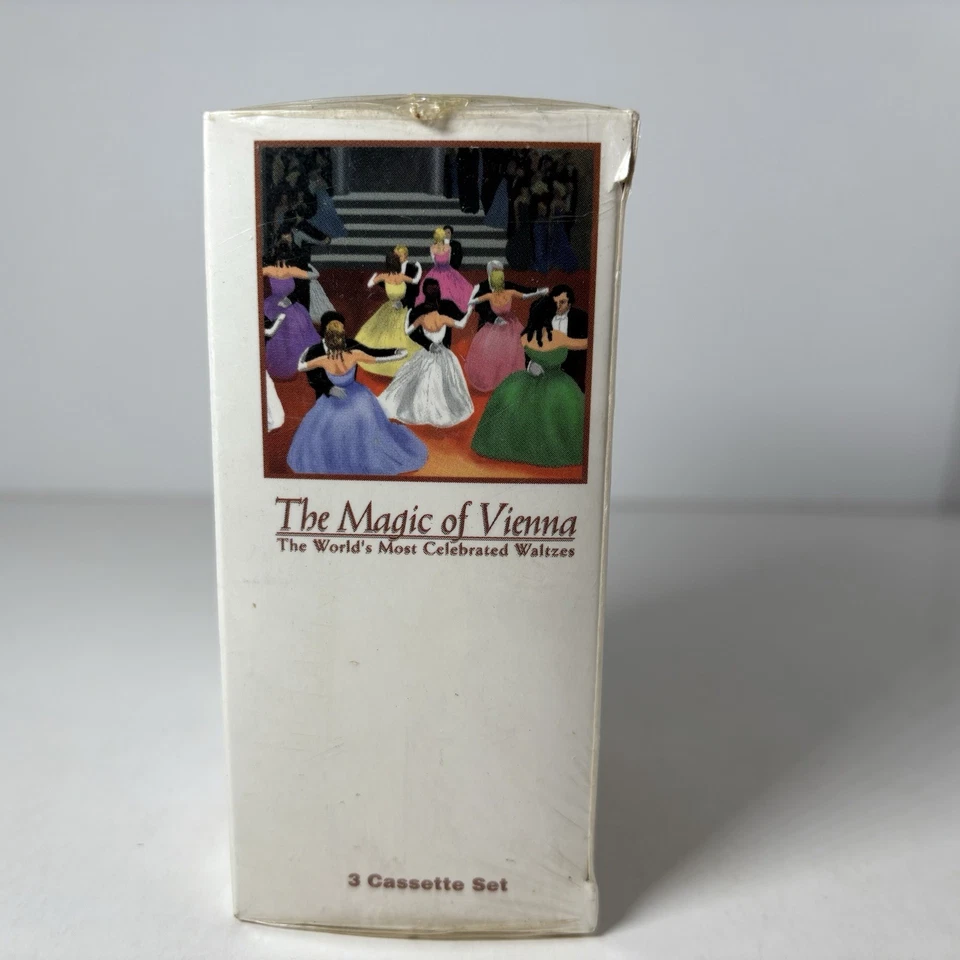 The Magic of Vienna
The World's Most Celebrated Waltzes
3 Cassette Set